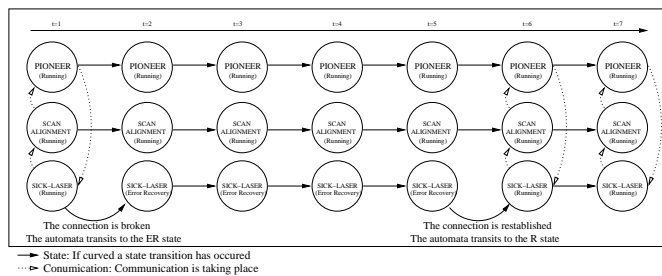 t=1 t=2 t=3 t=4 t=5 t=6 t=7
PIONEER PIONEER PIONEER PIONEER PIONEER PIONEER PIONEER
(Running) (Running) (Running) (Running) (Running) (Running) (Running)
SCAN SCAN SCAN SCAN SCAN SCAN SCAN
ALIGNMENT ALIGNMENT ALIGNMENT ALIGNMENT ALIGNMENT ALIGNMENT ALIGNMENT
(Running) (Running) (Running) (Running) (Running) (Running) (Running)
SICK-LASER SICK-LASER SICK-LASER SICK-LASER SICK-LASER SICK-LASER SICK-LASER
(Running) (Error Recovery) (Error Recovery) (Error Recovery) (Error Recovery) (Running) (Running)
The connection is broken The connection is restablished
The automata transits to the ER state The automata transits to the R state
State: If curved a state transition has occured
Conumication: Communication is taking place